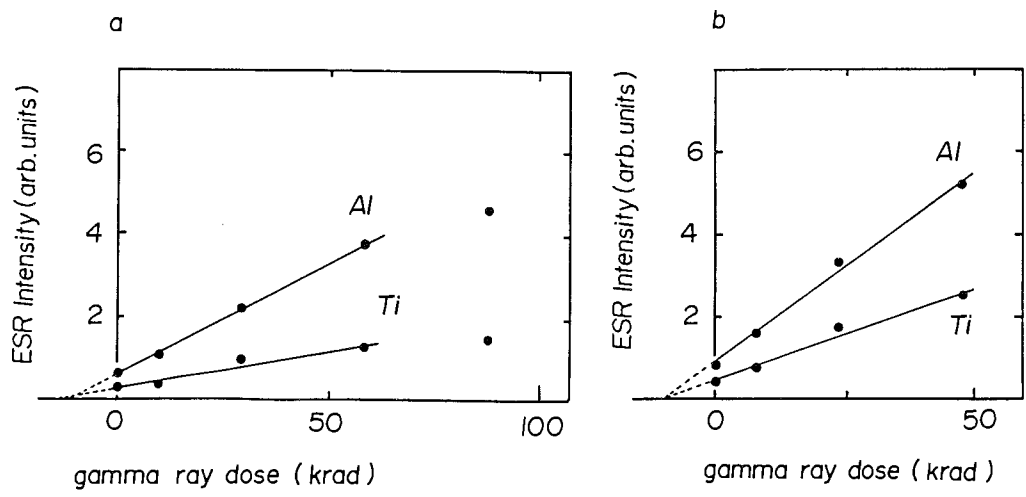 a
ESR Intensity (arb. units)
6
4
2
Al
Ti
0
50
100
gamma ray dose (krad)
b
ESR Intensity (arb. units)
6
4
2
Al
Ti
0
50
gamma ray dose (krad)